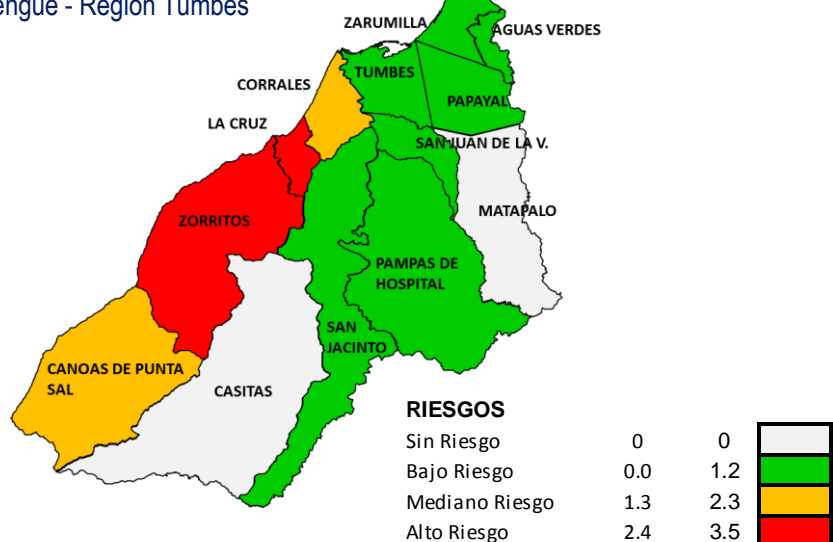 engue - Región Tumbes
ZARUMILLA
AGUAS VERDES
TUMBES
CORRALES
PAPAYAL
LA CRUZ
SAN JUAN DE LA V.
MATAPALO
ZORRITOS
PAMPAS DE
HOSPITAL
SAN
JACINTO
CANOAS DE PUNTA
SAL
CASITAS
RIESGOS
Sin Riesgo 0 0
Bajo Riesgo 0.0 1.2
Mediano Riesgo 1.3 2.3
Alto Riesgo 2.4 3.5